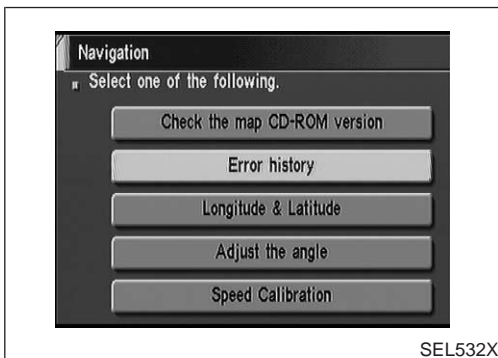 Navigation
Select one of the following.
Check the map CD-ROM version
Error history
Longitude & Latitude
Adjust the angle
Speed Calibration
SEL532X